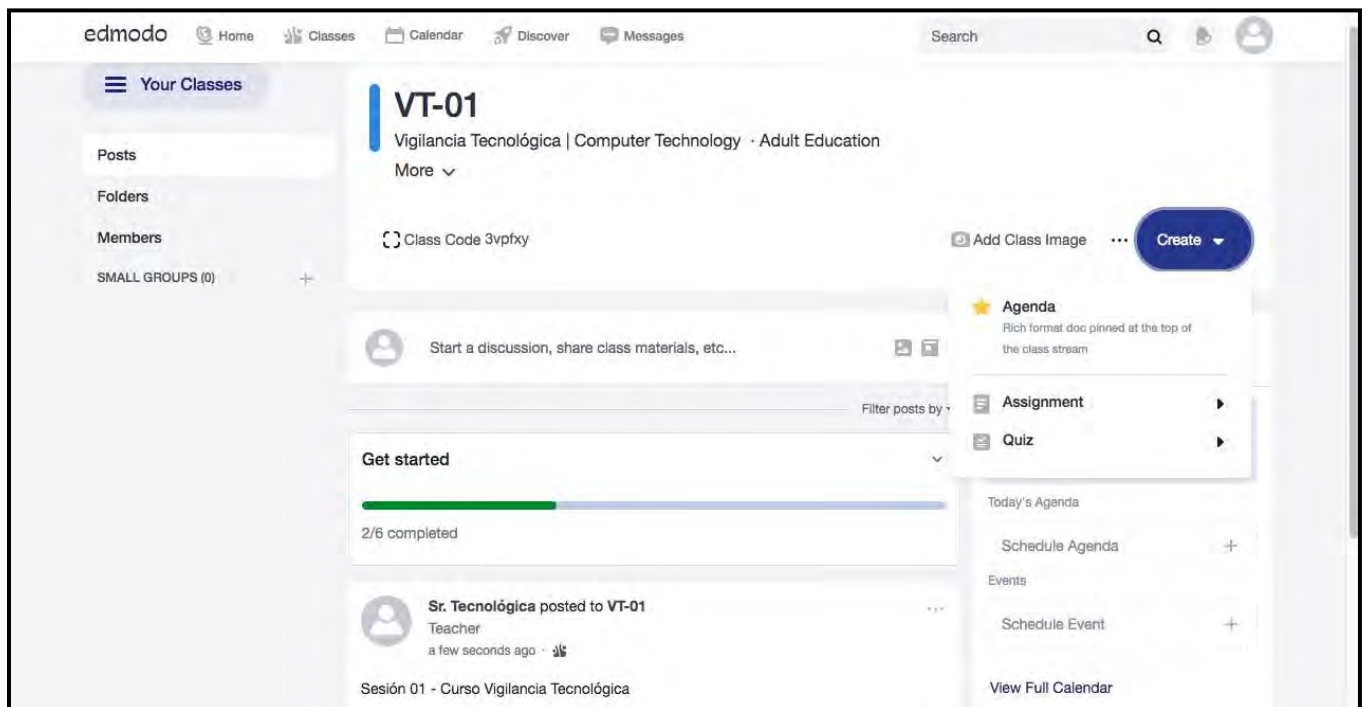 edmodo Home Classes Calendar Discover Messages Search
Your Classes
Posts
Folders
Members
SMALL GROUPS (0)
VT-01
Vigilancia Tecnológica | Computer Technology · Adult Education
More
Class Code 3vpfxy
Add Class Image
Create
Agenda
Rich format doc pinned at the top of
the class stream
Assignment
Quiz
Start a discussion, share class materials, etc...
Filter posts by
Get started
2/6 completed
Sr. Tecnológica posted to VT-01
Teacher
a few seconds ago ·
Sesión 01 - Curso Vigilancia Tecnológica
Today's Agenda
Schedule Agenda
Events
Schedule Event
View Full Calendar